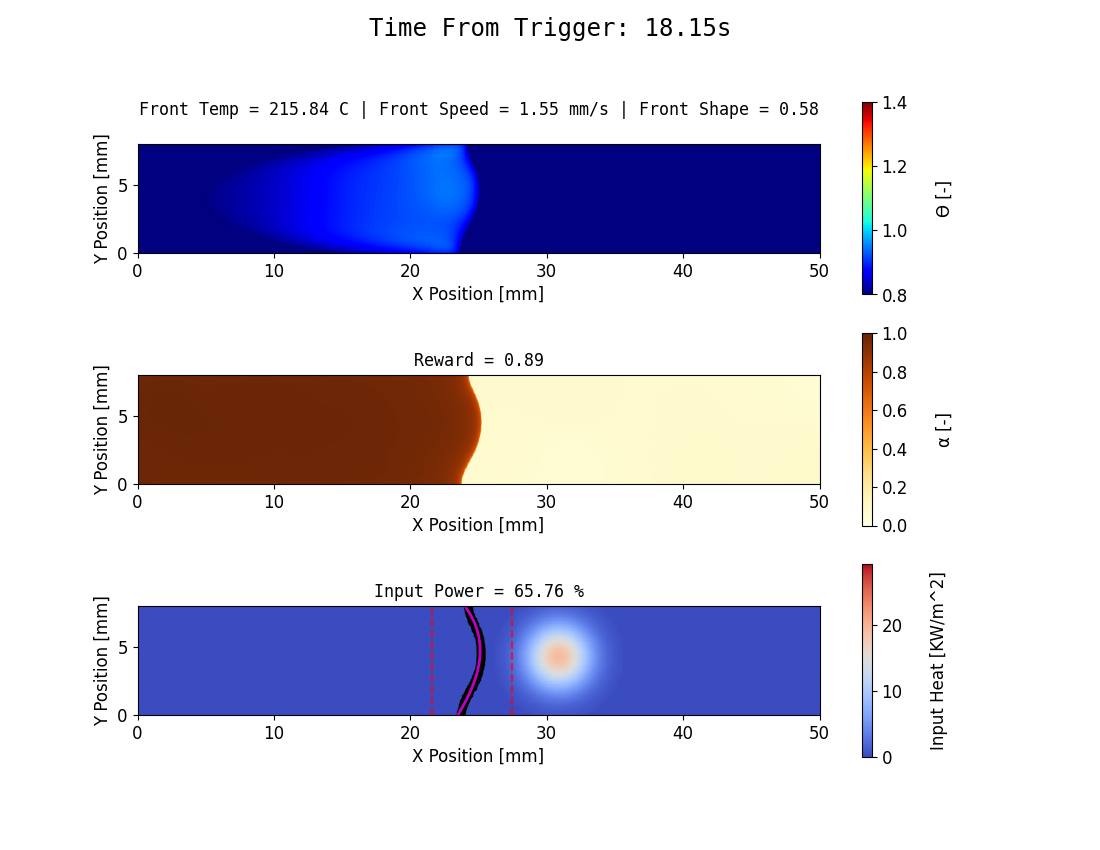 Time From Trigger: 18.15s
Front Temp = 215.84 C | Front Speed = 1.55 mm/s | Front Shape = 0.58
Y Position [mm]
5
0
0 10 20 30 40 50
X Position [mm]
1.4
1.2
1.0
0.8
Θ [-]
Reward = 0.89
Y Position [mm]
5
0
0 10 20 30 40 50
X Position [mm]
1.0
0.8
0.6
0.4
0.2
0.0
α [-]
Input Power = 65.76 %
Y Position [mm]
5
0
0 10 20 30 40 50
X Position [mm]
20
10
0
Input Heat [KW/m^2]